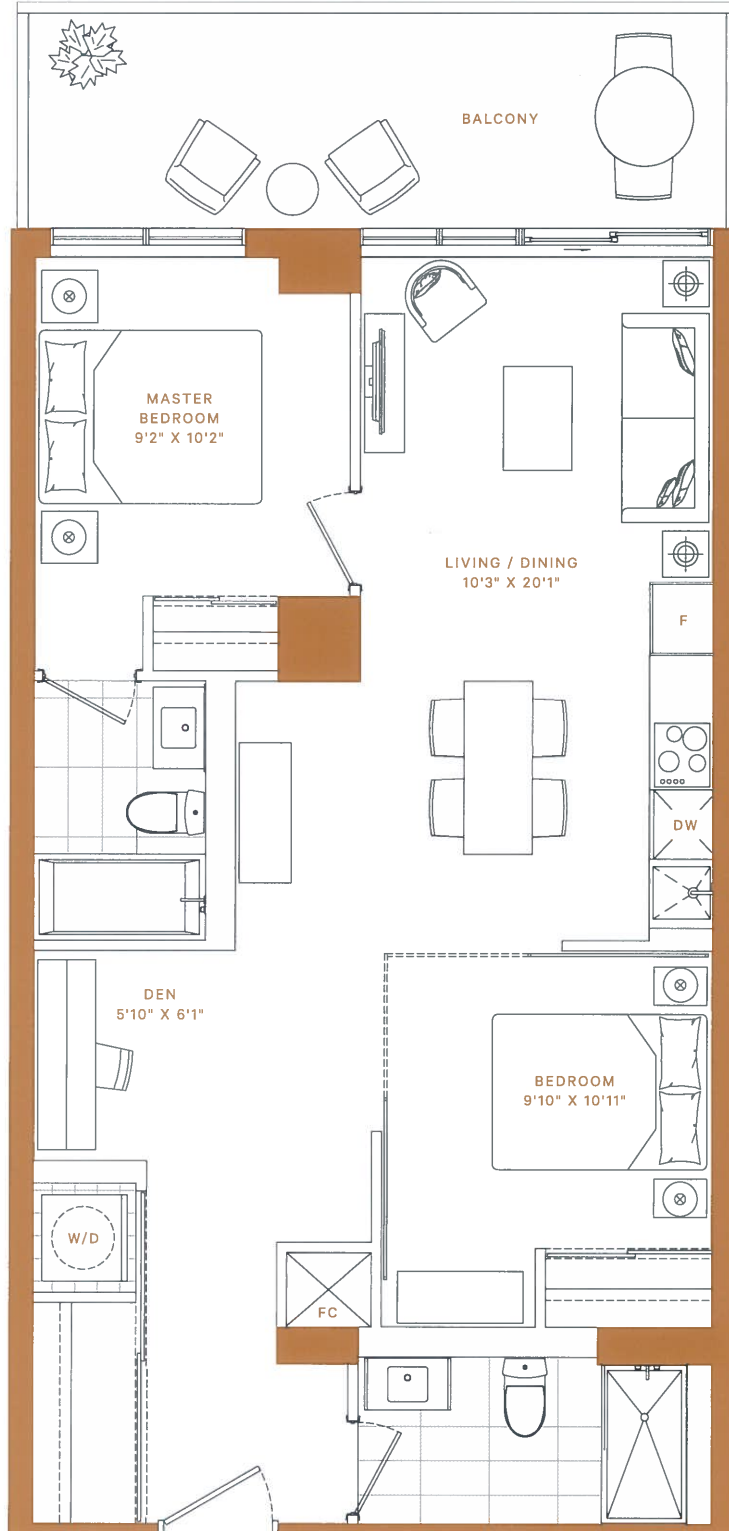 BALCONY
MASTER
BEDROOM
9'2" X 10'2"
LIVING / DINING
10'3" X 20'1"
F
DW
DEN
5'10" X 6'1"
BEDROOM
9'10" X 10'11"
W/D
FC